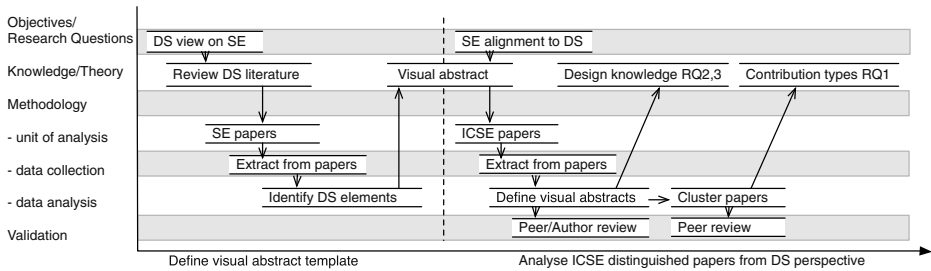 Objectives/
Research Questions
DS view on SE
SE alignment to DS
Knowledge/Theory
Review DS literature
Visual abstract
Design knowledge RQ2,3
Contribution types RQ1
Methodology
- unit of analysis
SE papers
ICSE papers
- data collection
Extract from papers
Extract from papers
- data analysis
Identify DS elements
Define visual abstracts
Cluster papers
Validation
Peer/Author review
Peer review
Define visual abstract template
Analyse ICSE distinguished papers from DS perspective